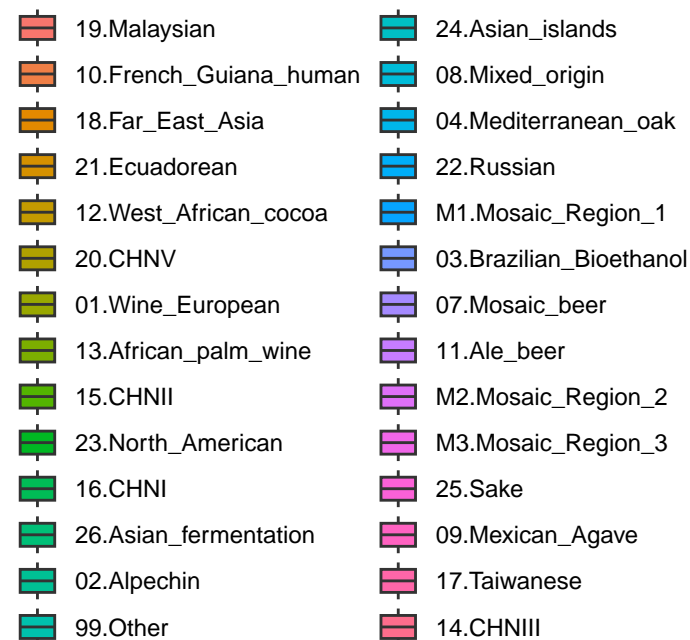 19.Malaysian
10.French_Guiana_human
18.Far_East_Asia
21.Ecuadorean
12.West_African_cocoa
20.CHNV
01.Wine_European
13.African_palm_wine
15.CHNII
23.North_American
16.CHNI
26.Asian_fermentation
02.Alpechin
99.Other
24.Asian_islands
08.Mixed_origin
04.Mediterranean_oak
22.Russian
M1.Mosaic_Region_1
03.Brazilian_Bioethanol
07.Mosaic_beer
11.Ale_beer
M2.Mosaic_Region_2
M3.Mosaic_Region_3
25.Sake
09.Mexican_Agave
17.Taiwanese
14.CHNIII